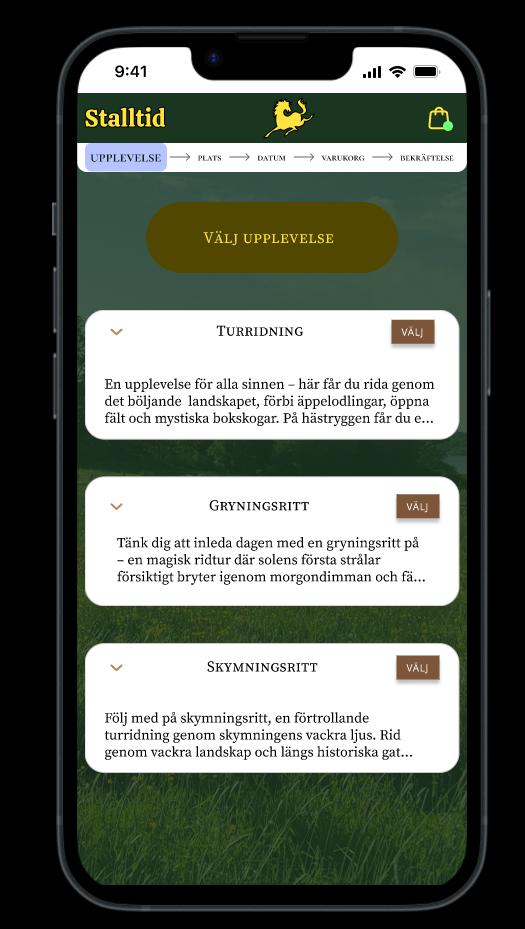 9:41
Stalltid
UPPLEVELSE → PLATS → DATUM → VARUKORG → BEKRÄFTELSE
VÄLJ UPPLEVELSE
TURRIDNING
VÄLJ
En upplevelse för alla sinnen – här får du rida genom
det böljande landskapet, förbi äppelodlingar, öppna
fält och mystiska bokskogar. På hästryggen får du e...
GRYNINGSRITT
VÄLJ
Tänk dig att inleda dagen med en gryningsritt på
– en magisk ridtur där solens första strålar
försiktigt bryter igenom morgondimman och fä...
SKYMNINGSRITT
VÄLJ
Följ med på skymningsritt, en förtrollande
turridning genom skymningens vackra ljus. Rid
genom vackra landskap och längs historiska gat...